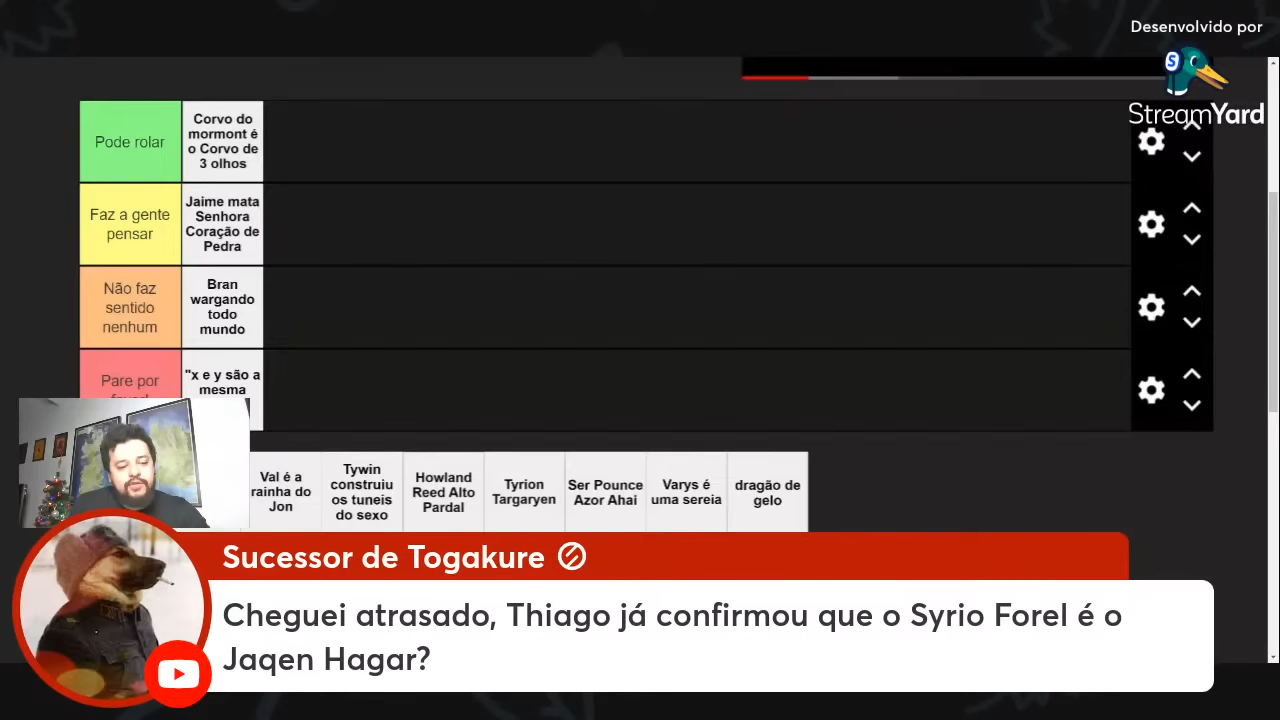 Desenvolvido por
StreamYard
Pode rolar
Corvo do
mormont é
o Corvo de
3 olhos
Faz a gente
pensar
Jaime mata
Senhora
Coração de
Pedra
Não faz
sentido
nenhum
Bran
wargando
todo
mundo
Pare por
"x e y são a
mesma
Val é a
rainha do
Jon
Tywin
construiu
os tuneis
do sexo
Howland
Reed Alto
Pardal
Tyrion
Targaryen
Ser Pounce
Azor Ahai
Varys é
uma sereia
dragão de
gelo
Sucessor de Togakure
Cheguei atrasado, Thiago já confirmou que o Syrio Forel é o
Jaqen Hagar?